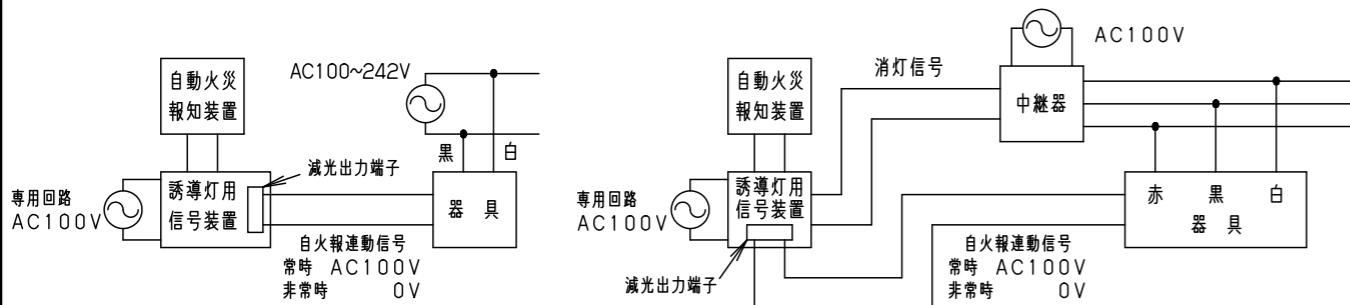 自動火災
報知装置
AC100~242V
黒
白
減光出力端子
専用回路
AC100V
誘導灯用
信号装置
器具
自火報連動信号
常時 AC100V
非常時 0V
AC100V
消灯信号
自動火災
報知装置
中継器
専用回路
AC100V
誘導灯用
信号装置
赤 黒 白
器具
減光出力端子
自火報連動信号
常時 AC100V
非常時 0V